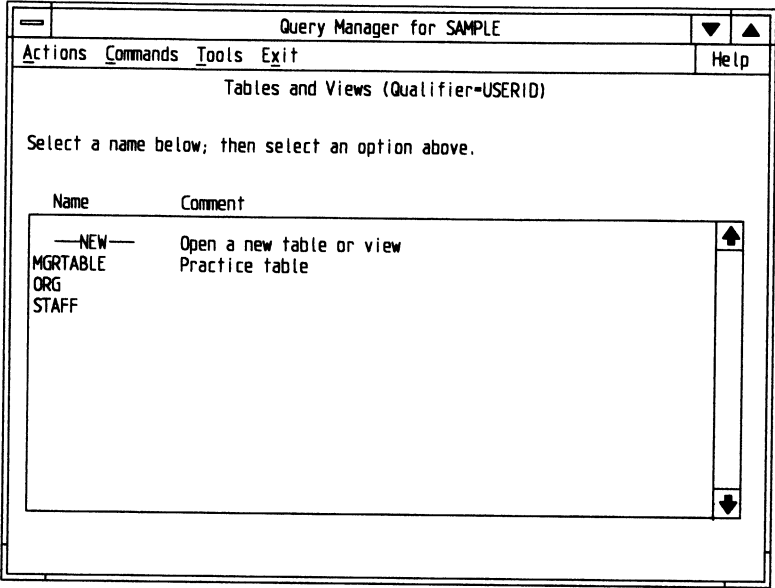 Query Manager for SAMPLE
Actions Commands Tools Exit Help
Tables and Views (Qualifier=USERID)
Select a name below; then select an option above.
Name Comment
—NEW— Open a new table or view
MGRTABLE Practice table
ORG
STAFF